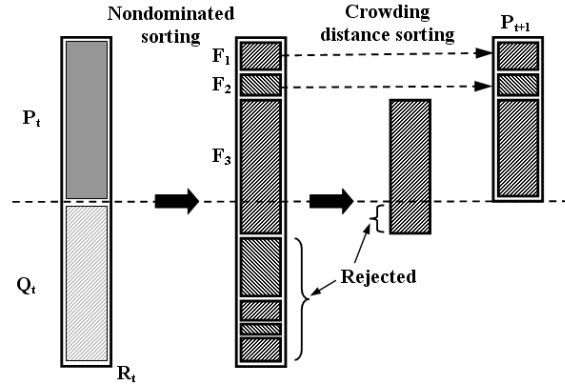 Nondominated
sorting
Crowding
distance sorting
Pₜ₊₁
F₁
F₂
Pₜ
F₃
Qₜ
Rejected
Rₜ